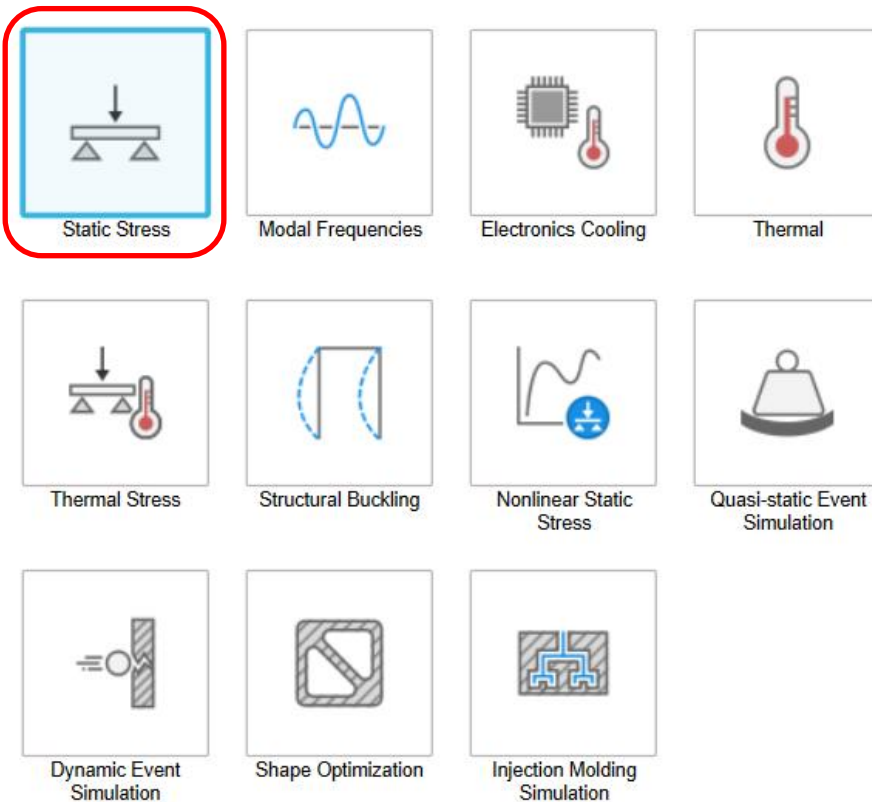 Static Stress
Modal Frequencies
Electronics Cooling
Thermal
Thermal Stress
Structural Buckling
Nonlinear Static
Stress
Quasi-static Event
Simulation
Dynamic Event
Simulation
Shape Optimization
Injection Molding
Simulation